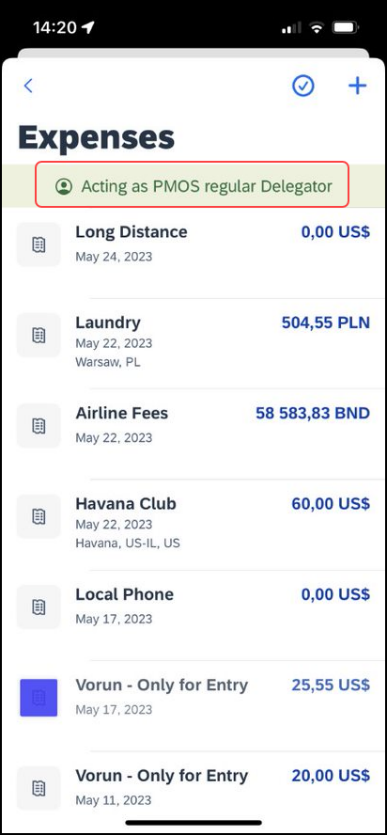 14:20
Expenses
Acting as PMOS regular Delegator
Long Distance 0,00 US$
May 24, 2023
Laundry 504,55 PLN
May 22, 2023
Warsaw, PL
Airline Fees 58 583,83 BND
May 22, 2023
Havana Club 60,00 US$
May 22, 2023
Havana, US-IL, US
Local Phone 0,00 US$
May 17, 2023
Vorun - Only for Entry 25,55 US$
May 17, 2023
Vorun - Only for Entry 20,00 US$
May 11, 2023